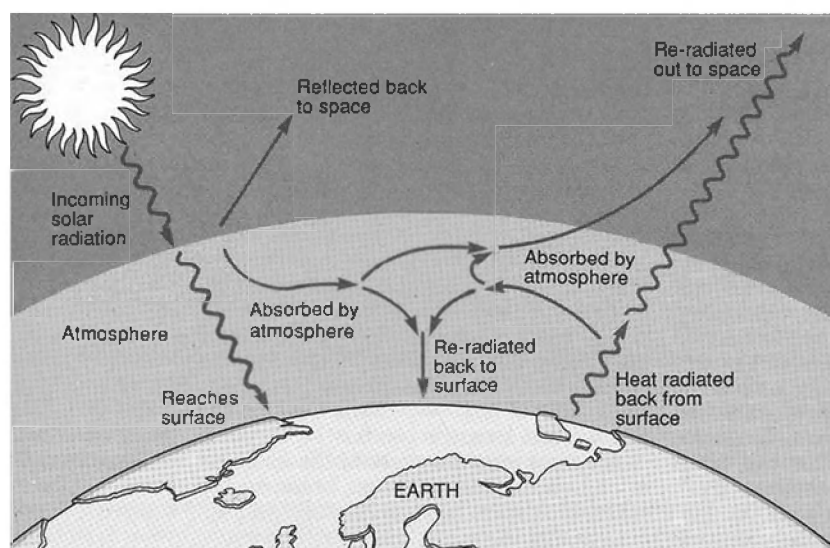 Reflected back
to space
Re-radiated
out to space
Incoming
solar
radiation
Absorbed by
atmosphere
Absorbed by
atmosphere
Atmosphere
Re-radiated
back to
surface
Reaches
surface
Heat radiated
back from
surface
EARTH